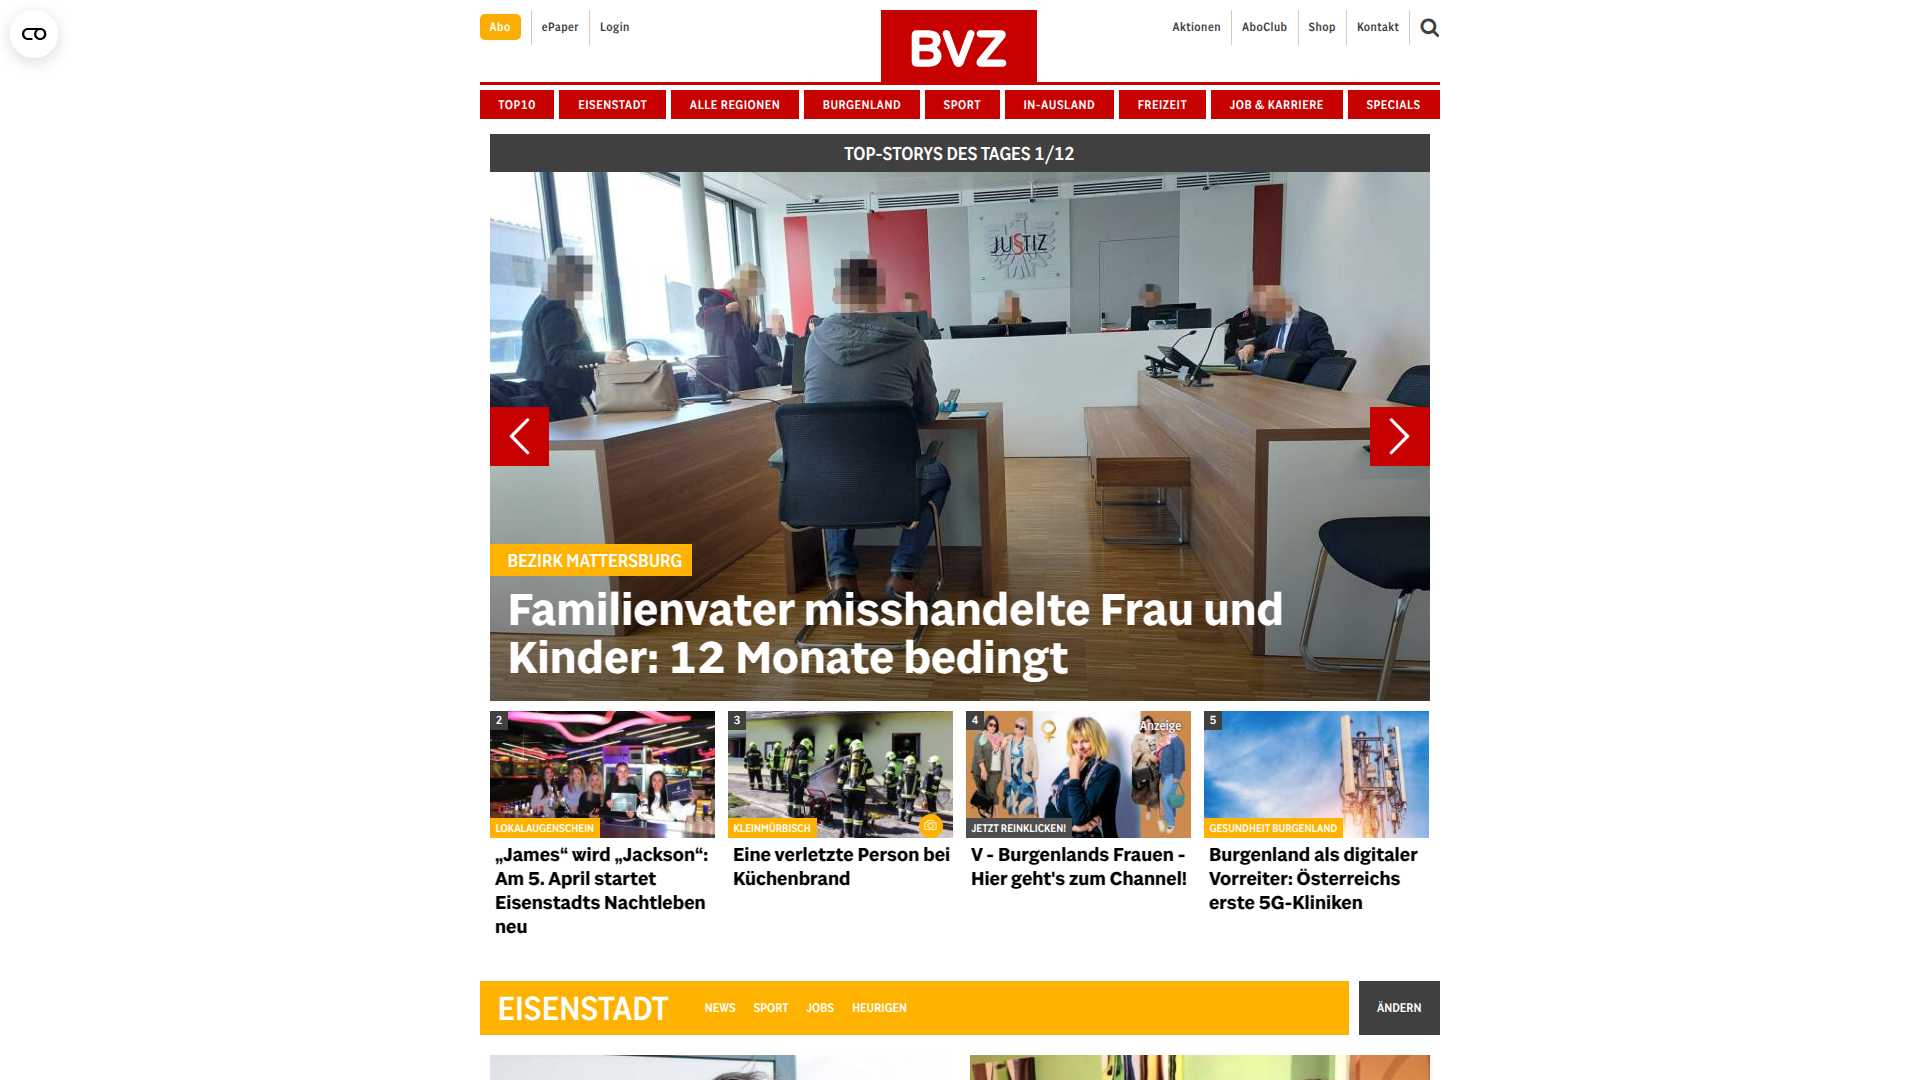 Abo
ePaper
Login
BVZ
Aktionen
AboClub
Shop
Kontakt
TOP10
EISENSTADT
ALLE REGIONEN
BURGENLAND
SPORT
IN-AUSLAND
FREIZEIT
JOB & KARRIERE
SPECIALS
TOP-STORYS DES TAGES 1/12
JUSTIZ
BEZIRK MATTERSBURG
Familienvater misshandelte Frau und
Kinder: 12 Monate bedingt
2
LOKALAUGENSCHEIN
„James“ wird „Jackson“:
Am 5. April startet
Eisenstadts Nachtleben
neu
3
KLEINMÜRBISCH
Eine verletzte Person bei
Küchenbrand
4
Anzeige
JETZT REINKLICKEN!
V - Burgenlands Frauen -
Hier geht's zum Channel!
5
GESUNDHEIT BURGENLAND
Burgenland als digitaler
Vorreiter: Österreichs
erste 5G-Kliniken
EISENSTADT
NEWS
SPORT
JOBS
HEURIGEN
ÄNDERN